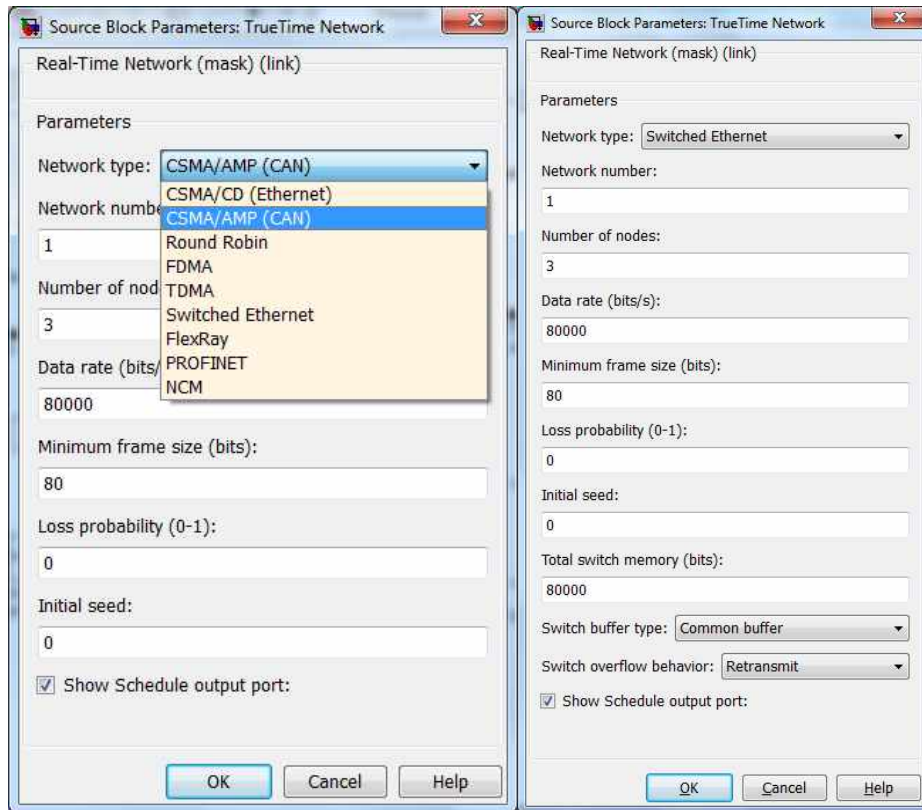 Source Block Parameters: TrueTime Network
Real-Time Network (mask) (link)
Parameters
Network type: CSMA/AMP (CAN)
CSMA/CD (Ethernet)
CSMA/AMP (CAN)
Round Robin
FDMA
TDMA
Switched Ethernet
FlexRay
PROFINET
NCM
Network numbe
1
Number of nod
3
Data rate (bits/
80000
Minimum frame size (bits):
80
Loss probability (0-1):
0
Initial seed:
0
Show Schedule output port:
OK Cancel Help
Source Block Parameters: TrueTime Network
Real-Time Network (mask) (link)
Parameters
Network type: Switched Ethernet
Network number:
1
Number of nodes:
3
Data rate (bits/s):
80000
Minimum frame size (bits):
80
Loss probability (0-1):
0
Initial seed:
0
Total switch memory (bits):
80000
Switch buffer type: Common buffer
Switch overflow behavior: Retransmit
Show Schedule output port:
OK Cancel Help